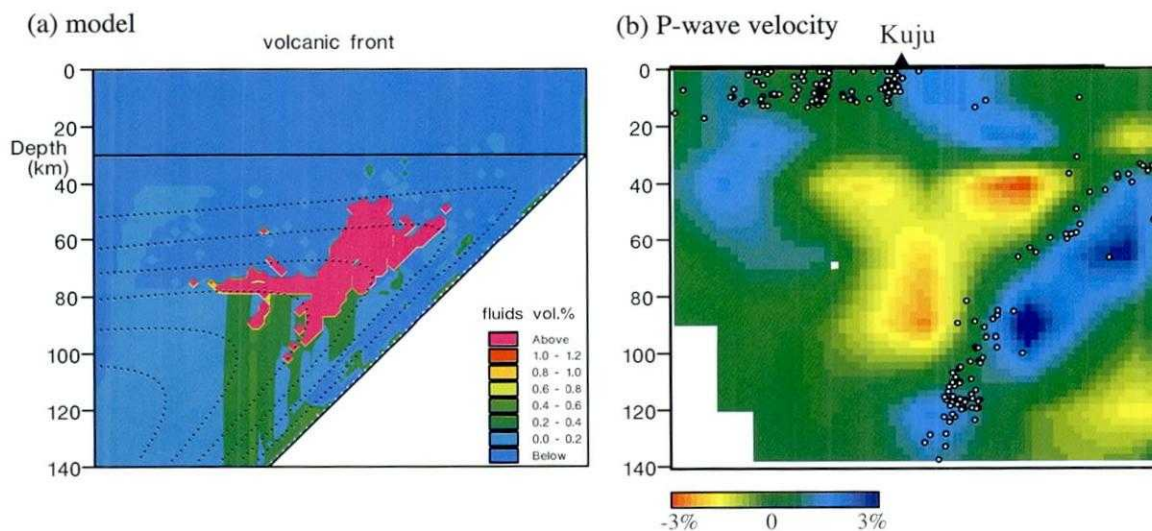 (a) model
volcanic front
0
20
Depth
(km)
40
60
80
100
120
140
fluids vol.%
Above
1.0 - 1.2
0.8 - 1.0
0.6 - 0.8
0.4 - 0.6
0.2 - 0.4
0.0 - 0.2
Below
(b) P-wave velocity
Kuju
0
20
40
60
80
100
120
140
-3% 0 3%